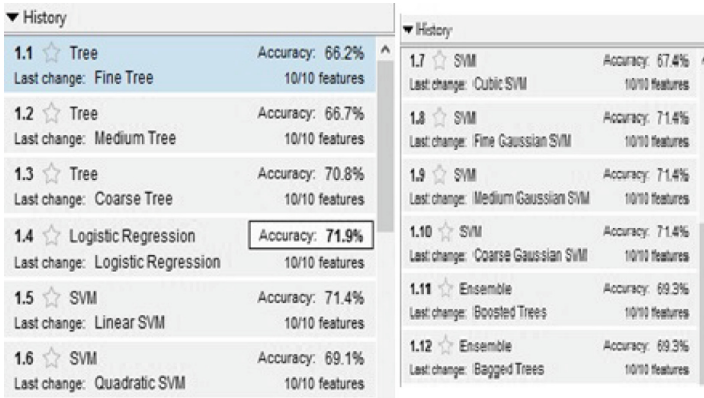 ▼ History
1.1 ☆ Tree Accuracy: 66.2%
Last change: Fine Tree 10/10 features
1.2 ☆ Tree Accuracy: 66.7%
Last change: Medium Tree 10/10 features
1.3 ☆ Tree Accuracy: 70.8%
Last change: Coarse Tree 10/10 features
1.4 ☆ Logistic Regression Accuracy: 71.9%
Last change: Logistic Regression 10/10 features
1.5 ☆ SVM Accuracy: 71.4%
Last change: Linear SVM 10/10 features
1.6 ☆ SVM Accuracy: 69.1%
Last change: Quadratic SVM 10/10 features
▼ History
1.7 ☆ SVM Accuracy: 67.4%
Last change: Cubic SVM 10/10 features
1.8 ☆ SVM Accuracy: 71.4%
Last change: Fine Gaussian SVM 10/10 features
1.9 ☆ SVM Accuracy: 71.4%
Last change: Medium Gaussian SVM 10/10 features
1.10 ☆ SVM Accuracy: 71.4%
Last change: Coarse Gaussian SVM 10/10 features
1.11 ☆ Ensemble Accuracy: 69.3%
Last change: Boosted Trees 10/10 features
1.12 ☆ Ensemble Accuracy: 69.3%
Last change: Bagged Trees 10/10 features